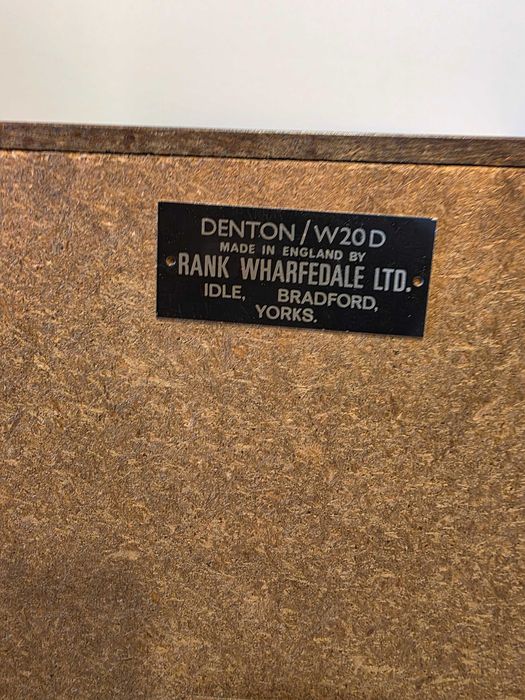 DENTON/W20D
MADE IN ENGLAND BY
RANK WHARFEDALE LTD.
IDLE, BRADFORD,
YORKS.